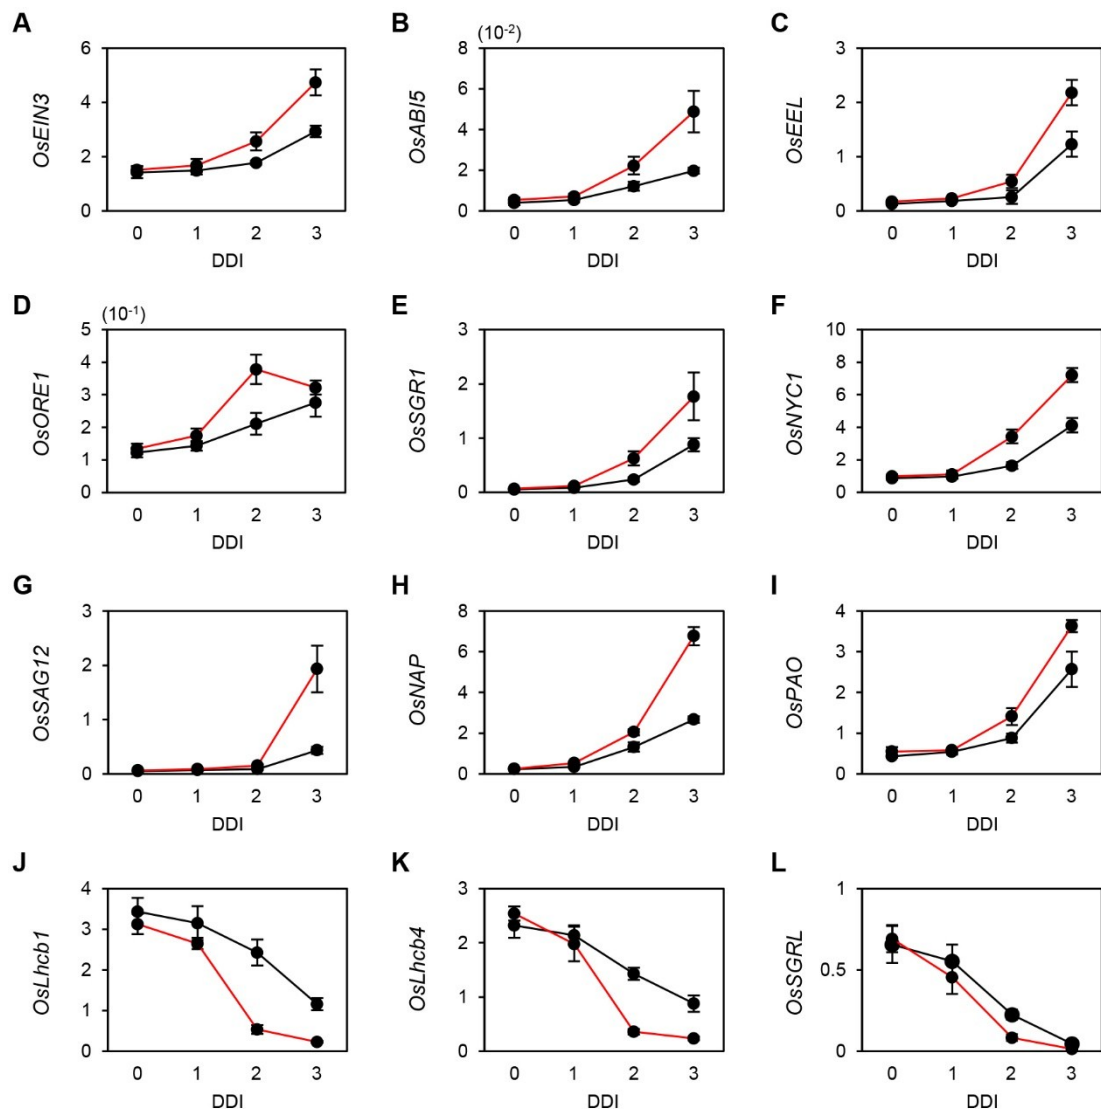 A
OsEIN3
6
4
2
0
0 1 2 3
DDI
B
(10-2)
OsABI5
8
6
4
2
0
0 1 2 3
DDI
C
OsEEL
3
2
1
0
0 1 2 3
DDI
D
(10-1)
OsORE1
5
4
3
2
1
0
0 1 2 3
DDI
E
OsSGR1
3
2
1
0
0 1 2 3
DDI
F
OsNYC1
10
8
6
4
2
0
0 1 2 3
DDI
G
OsSAG12
3
2
1
0
0 1 2 3
DDI
H
OsNAP
8
6
4
2
0
0 1 2 3
DDI
I
OsPAO
4
3
2
1
0
0 1 2 3
DDI
J
OsLhcb1
4
3
2
1
0
0 1 2 3
DDI
K
OsLhcb4
3
2
1
0
0 1 2 3
DDI
L
OsSGRL
1
0.5
0
0 1 2 3
DDI